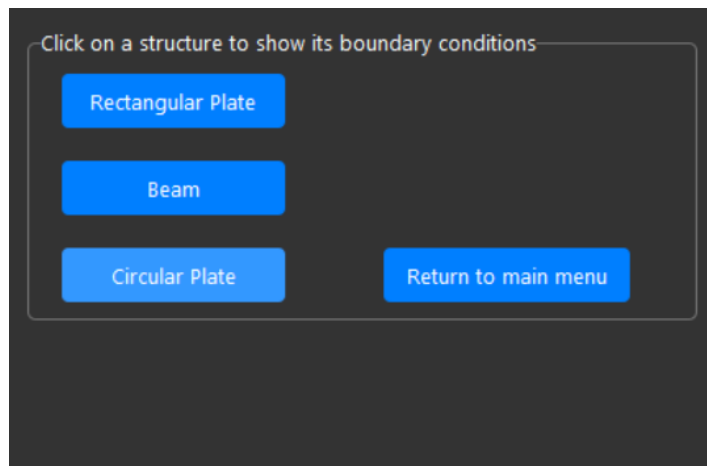 Click on a structure to show its boundary conditions
Rectangular Plate
Beam
Circular Plate
Return to main menu